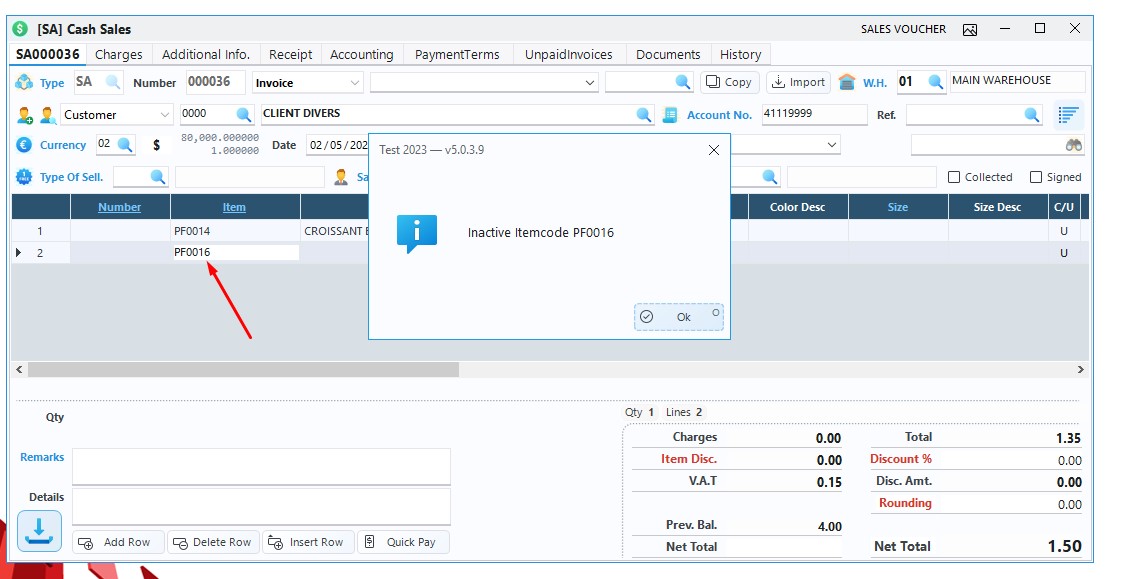 [SA] Cash Sales SALES VOUCHER
SA000036 Charges Additional Info. Receipt Accounting PaymentTerms UnpaidInvoices Documents History
Type SA Number 000036 Invoice Copy Import W.H. 01 MAIN WAREHOUSE
Customer 0000 CLIENT DIVERS Account No. 41119999 Ref.
Currency 02 $ 80,000.000000
1.000000
Date 02/05/202
Test 2023 — v5.0.3.9
Type Of Sell. Sa Collected Signed
Number Item Color Desc Size Size Desc C/U
1 PF0014 CROISSANT U
2 PF0016 U
Inactive Itemcode PF0016
Ok
Qty
Remarks
Details
Add Row Delete Row Insert Row Quick Pay
Qty 1 Lines 2
Charges 0.00 Total 1.35
Item Disc. 0.00 Discount % 0.00
V.A.T 0.15 Disc. Amt. 0.00
Rounding 0.00
Prev. Bal. 4.00
Net Total Net Total 1.50